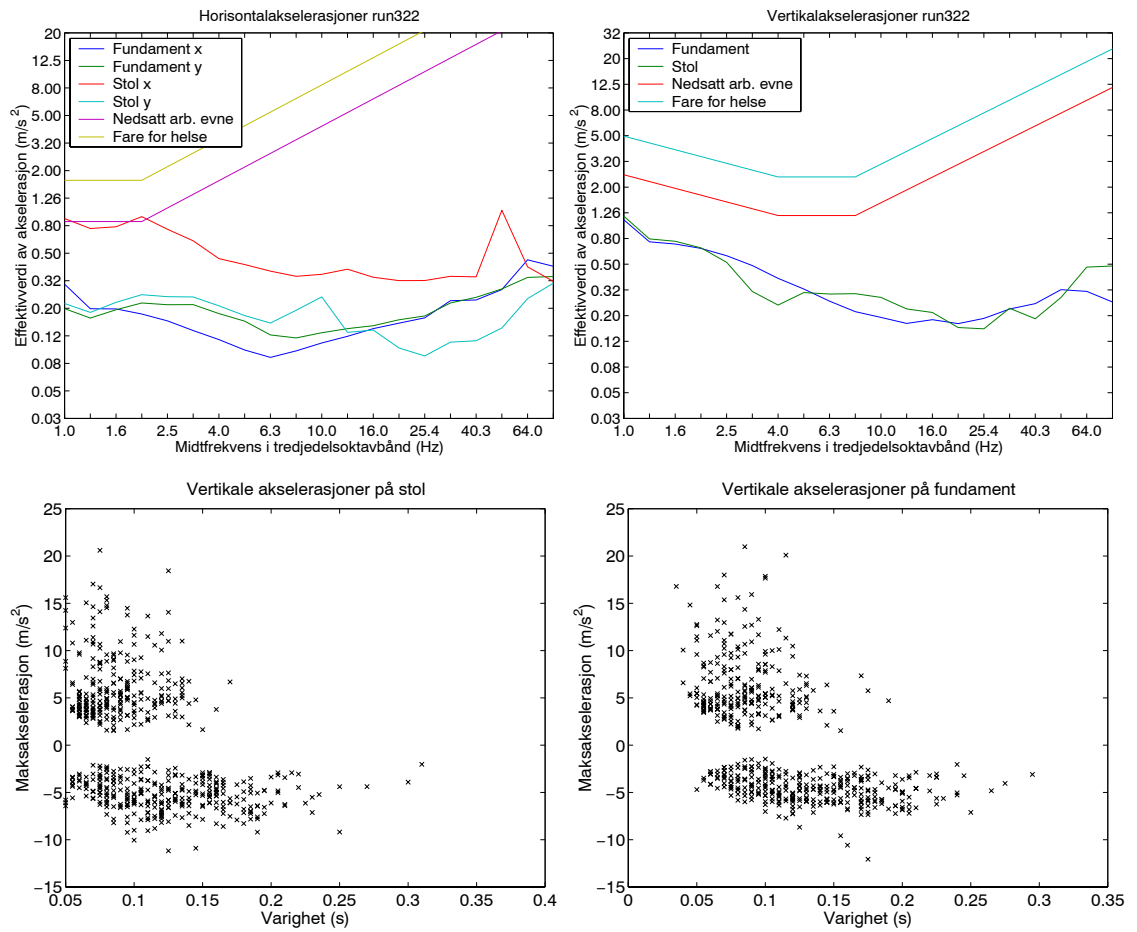 Horisontalakselerasjoner run322
Effektivverdi av akselerasjon (m/s²)
20
12.5
8.00
5.00
3.20
2.00
1.26
0.80
0.50
0.32
0.20
0.12
0.08
0.05
0.03
Fundament x
Fundament y
Stol x
Stol y
Nedsatt arb. evne
Fare for helse
1.0 1.6 2.5 4.0 6.3 10.0 16.0 25.4 40.3 64.0
Midtfrekvens i tredjedelsoktavbånd (Hz)
Vertikalakselerasjoner run322
Effektivverdi av akselerasjon (m/s²)
32
20
12.5
8.00
5.00
3.20
2.00
1.26
0.80
0.50
0.32
0.20
0.12
0.08
0.05
0.03
Fundament
Stol
Nedsatt arb. evne
Fare for helse
1.0 1.6 2.5 4.0 6.3 10.0 16.0 25.4 40.3 64.0
Midtfrekvens i tredjedelsoktavbånd (Hz)
Vertikale akselerasjoner på stol
Maksakselerasjon (m/s²)
25
20
15
10
5
0
−5
−10
−15
0.05 0.1 0.15 0.2 0.25 0.3 0.35 0.4
Varighet (s)
Vertikale akselerasjoner på fundament
Maksakselerasjon (m/s²)
25
20
15
10
5
0
−5
−10
−15
0 0.05 0.1 0.15 0.2 0.25 0.3 0.35
Varighet (s)